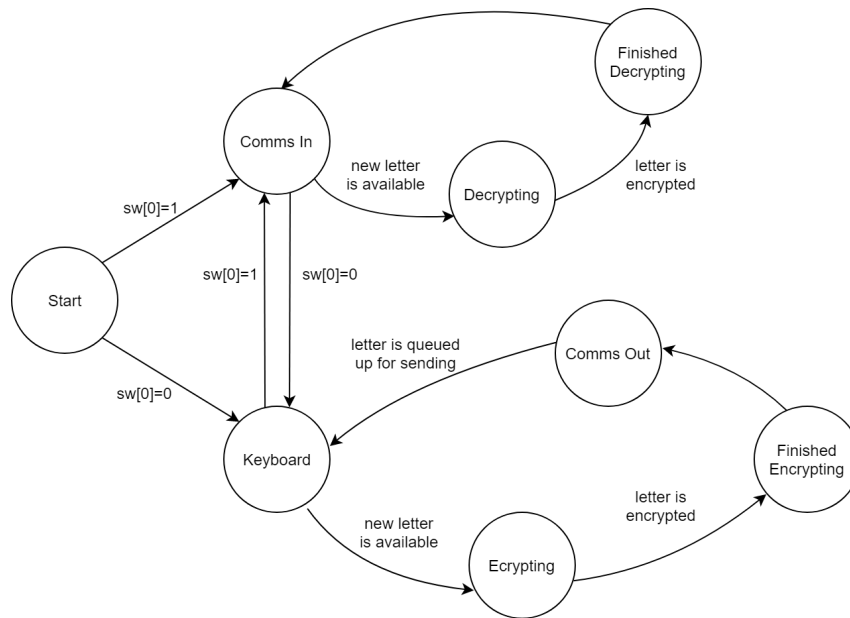 Finished
Decrypting
Comms In
new letter
is available
Decrypting
letter is
encrypted
sw[0]=1
sw[0]=1
sw[0]=0
Start
letter is queued
up for sending
Comms Out
sw[0]=0
Keyboard
Finished
Encrypting
new letter
is available
letter is
encrypted
Ecrypting